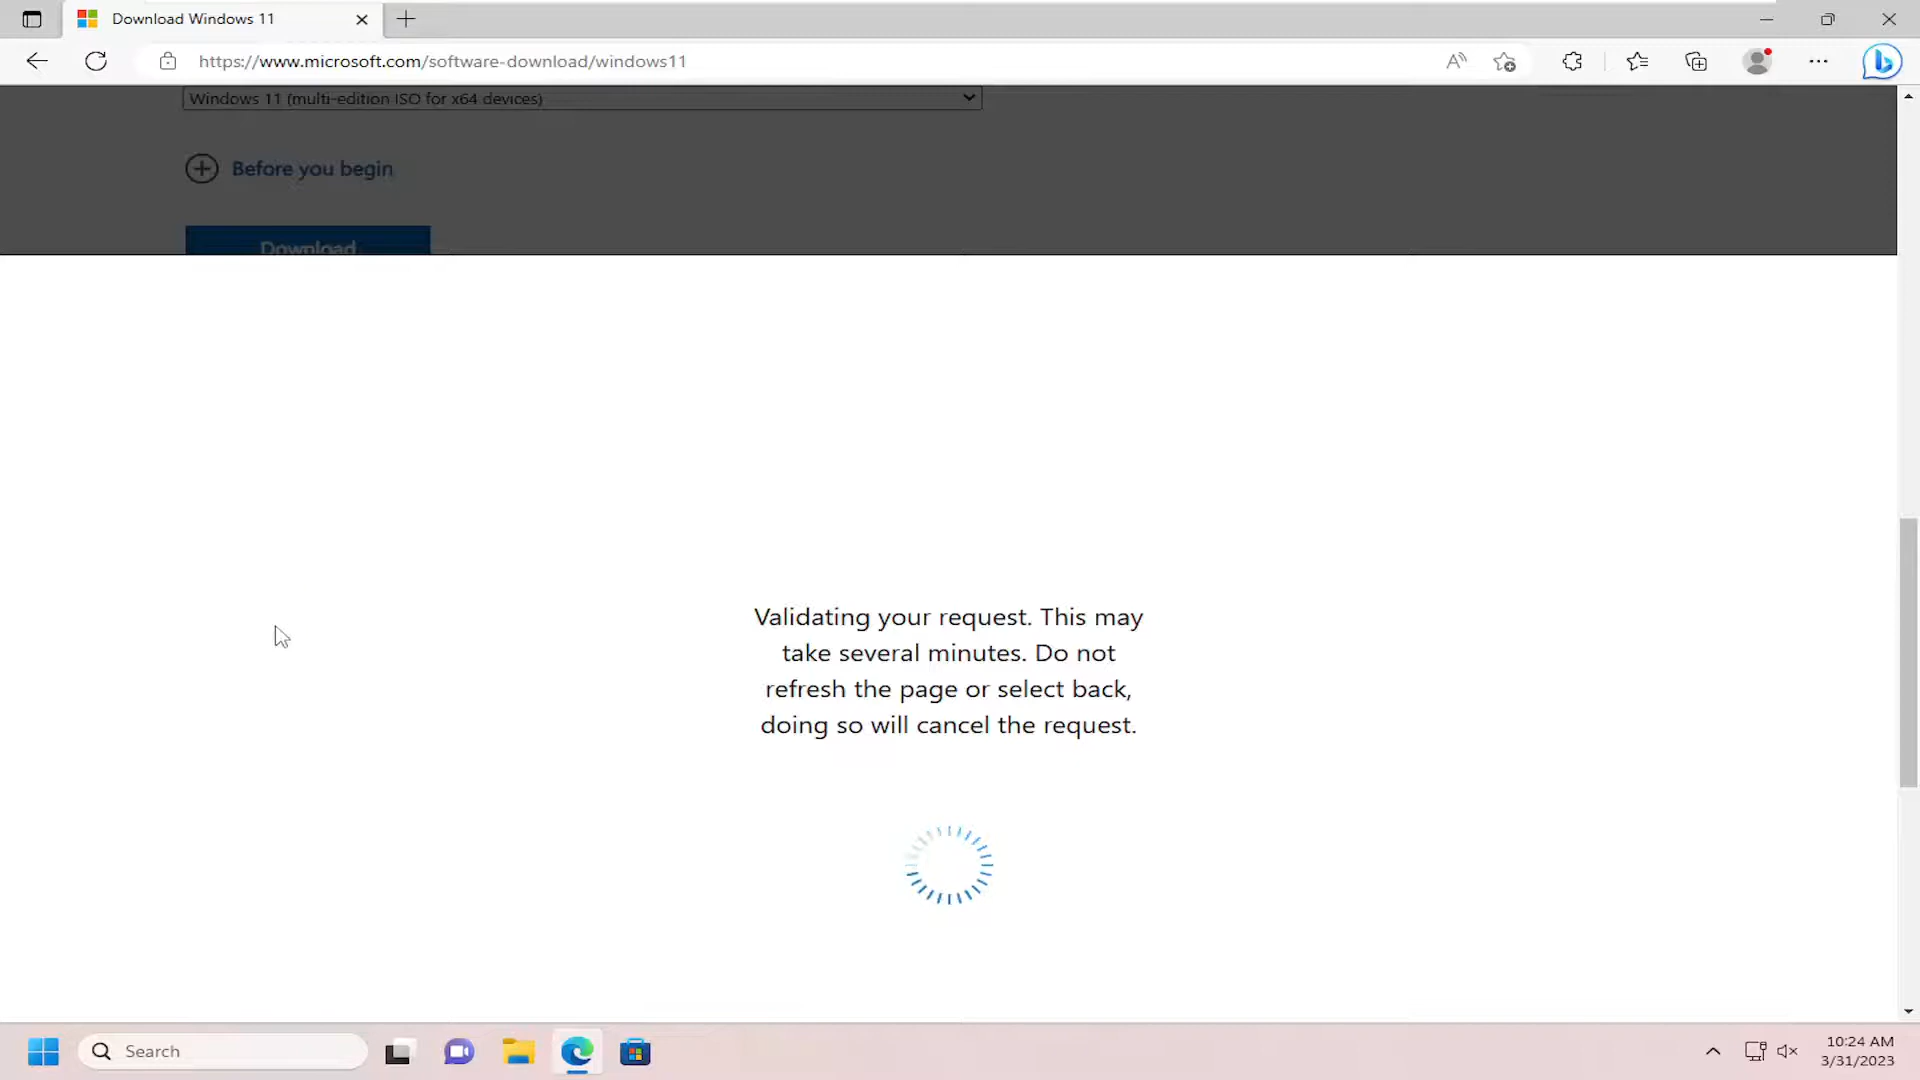 Download Windows 11
https://www.microsoft.com/software-download/windows11
Windows 11 (multi-edition ISO for x64 devices)
Before you begin
Download
Validating your request. This may
take several minutes. Do not
refresh the page or select back,
doing so will cancel the request.
Search
10:24 AM
3/31/2023